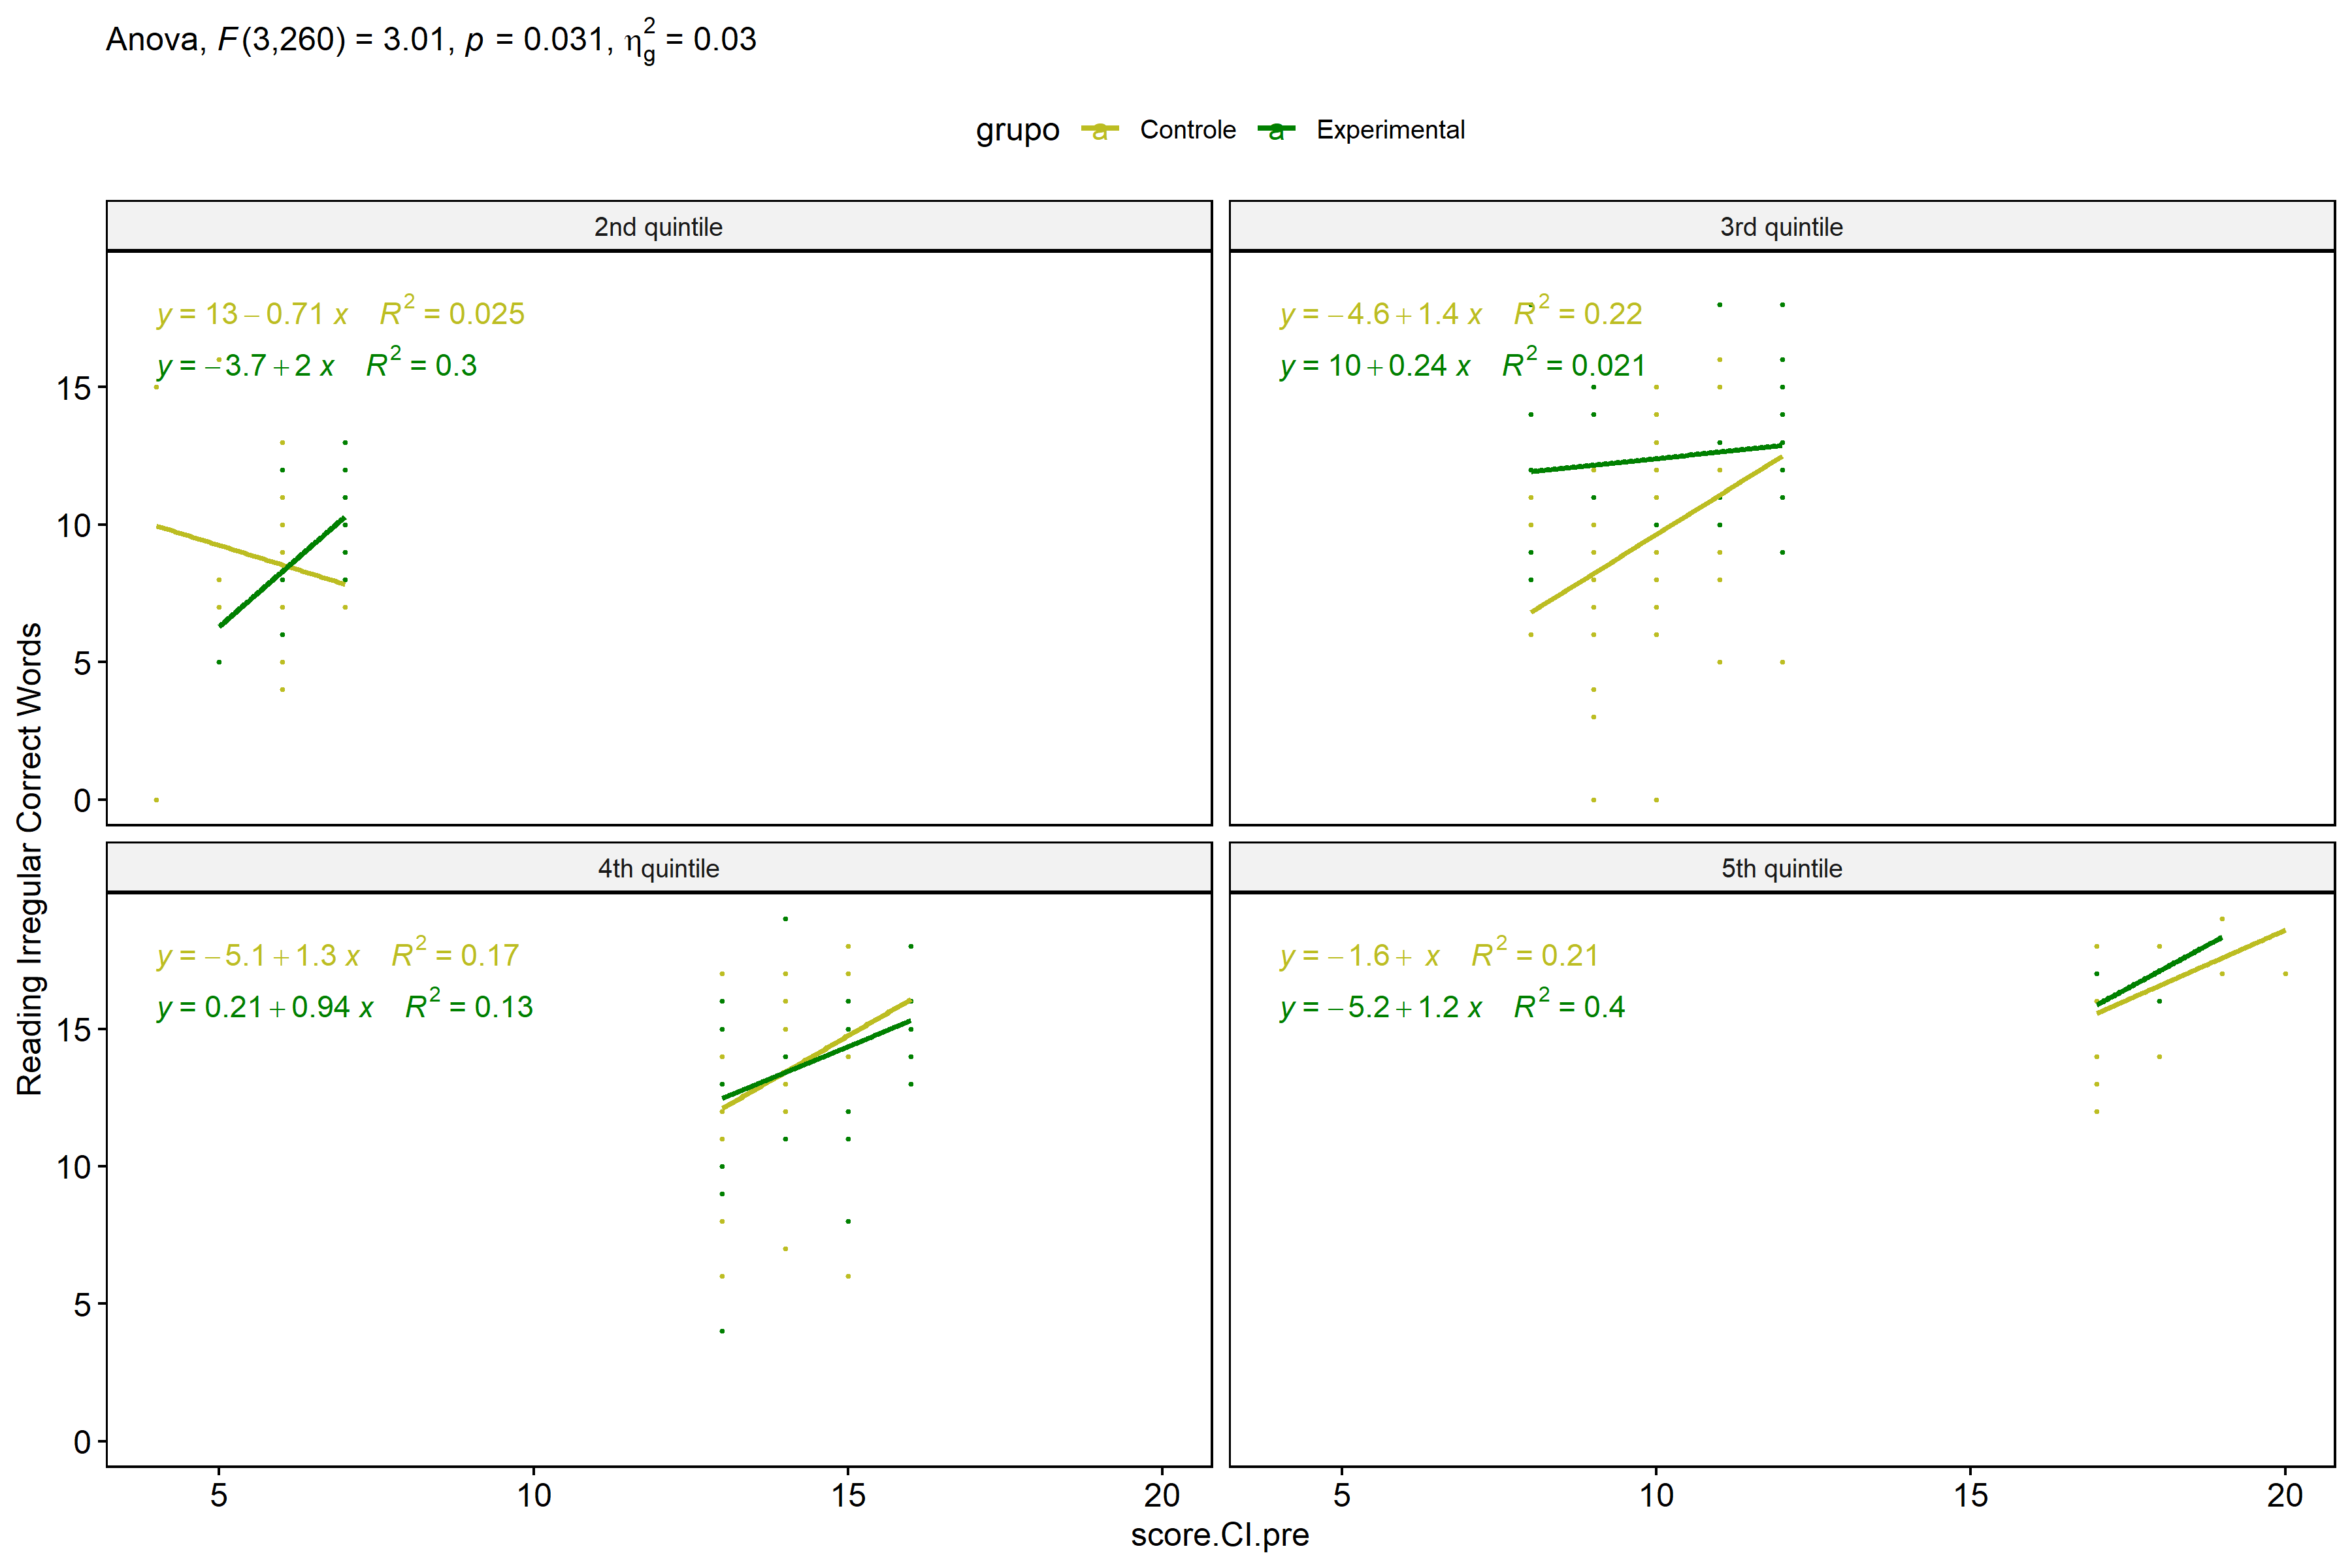 Anova, F(3,260) = 3.01, p = 0.031, η²g = 0.03
grupo a Controle a Experimental
2nd quintile
3rd quintile
y = 13 − 0.71 x R² = 0.025
y = −3.7 + 2 x R² = 0.3
y = −4.6 + 1.4 x R² = 0.22
y = 10 + 0.24 x R² = 0.021
15
10
5
0
4th quintile
5th quintile
y = −5.1 + 1.3 x R² = 0.17
y = 0.21 + 0.94 x R² = 0.13
y = −1.6 + x R² = 0.21
y = −5.2 + 1.2 x R² = 0.4
15
10
5
0
Reading Irregular Correct Words
5 10 15 20
5 10 15 20
score.CI.pre